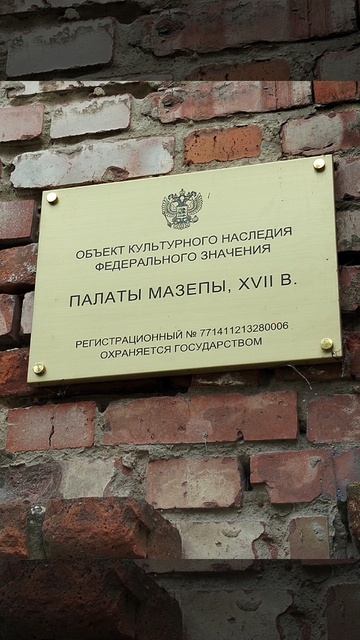 ОБЪЕКТ КУЛЬТУРНОГО НАСЛЕДИЯ
ФЕДЕРАЛЬНОГО ЗНАЧЕНИЯ
ПАЛАТЫ МАЗЕПЫ, XVII В.
РЕГИСТРАЦИОННЫЙ № 771411213280006
ОХРАНЯЕТСЯ ГОСУДАРСТВОМ